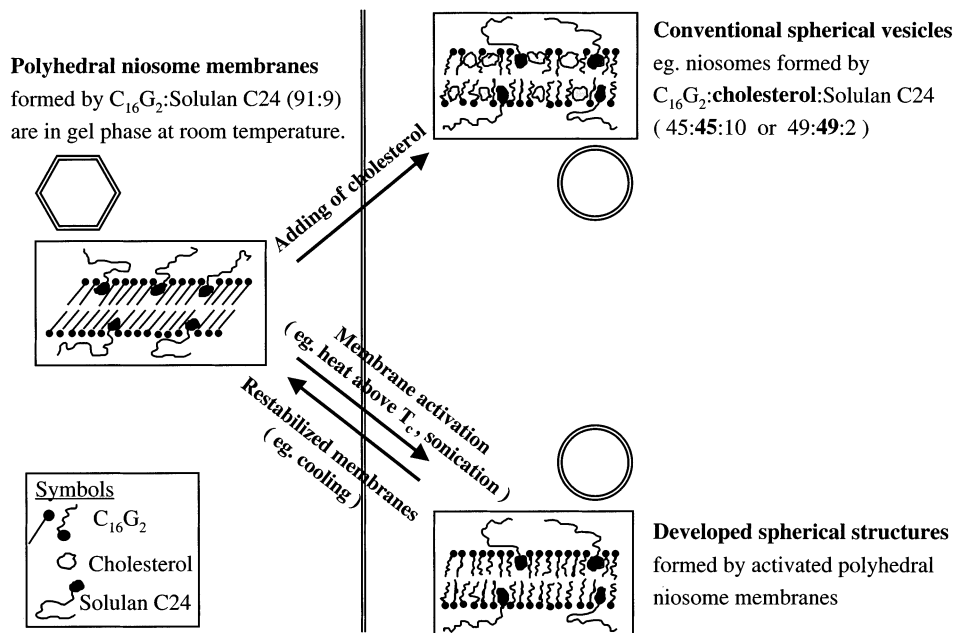 Polyhedral niosome membranes
formed by C16G2:Solulan C24 (91:9)
are in gel phase at room temperature.
Conventional spherical vesicles
eg. niosomes formed by
C16G2:cholesterol:Solulan C24
( 45:45:10 or 49:49:2 )
Adding of cholesterol
Membrane activation
( eg. heat above Tc, sonication )
Restabilized membranes
( eg. cooling )
Symbols
C16G2
Cholesterol
Solulan C24
Developed spherical structures
formed by activated polyhedral
niosome membranes